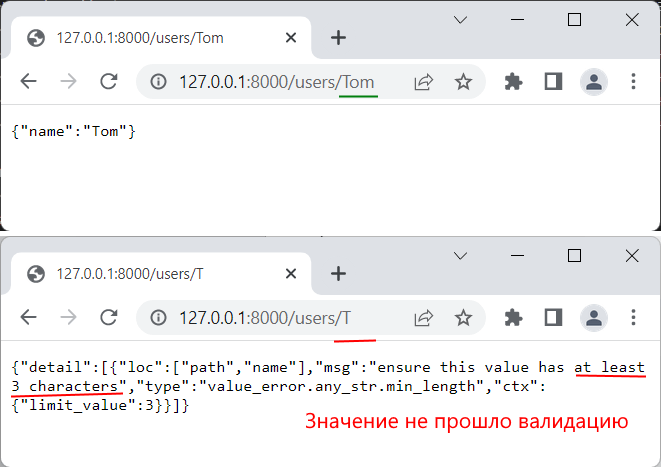 127.0.0.1:8000/users/Tom
127.0.0.1:8000/users/Tom
{"name":"Tom"}
127.0.0.1:8000/users/T
127.0.0.1:8000/users/T
{"detail":[{"loc":["path","name"],"msg":"ensure this value has at least
3 characters","type":"value_error.any_str.min_length","ctx":
{"limit_value":3}}]}
Значение не прошло валидацию